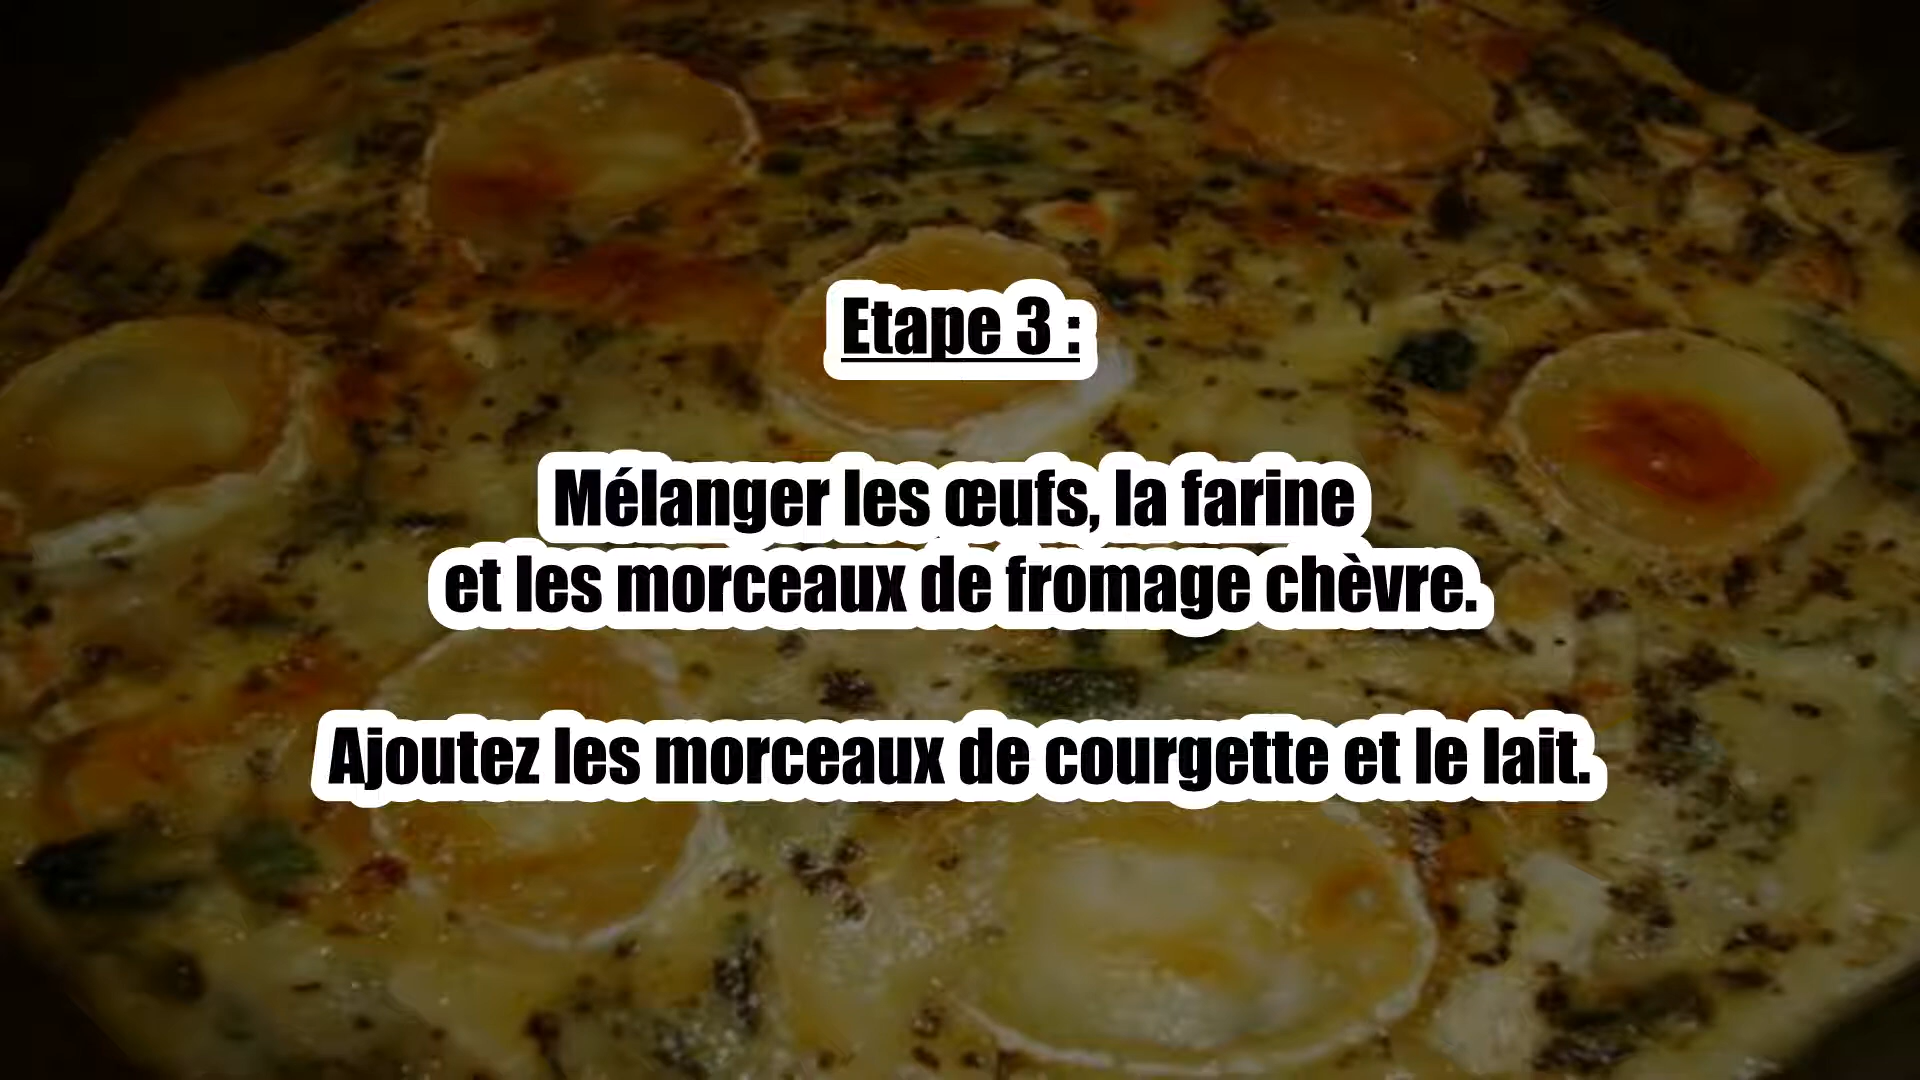 Etape 3 :
Mélanger les œufs, la farine
et les morceaux de fromage chèvre.
Ajoutez les morceaux de courgette et le lait.